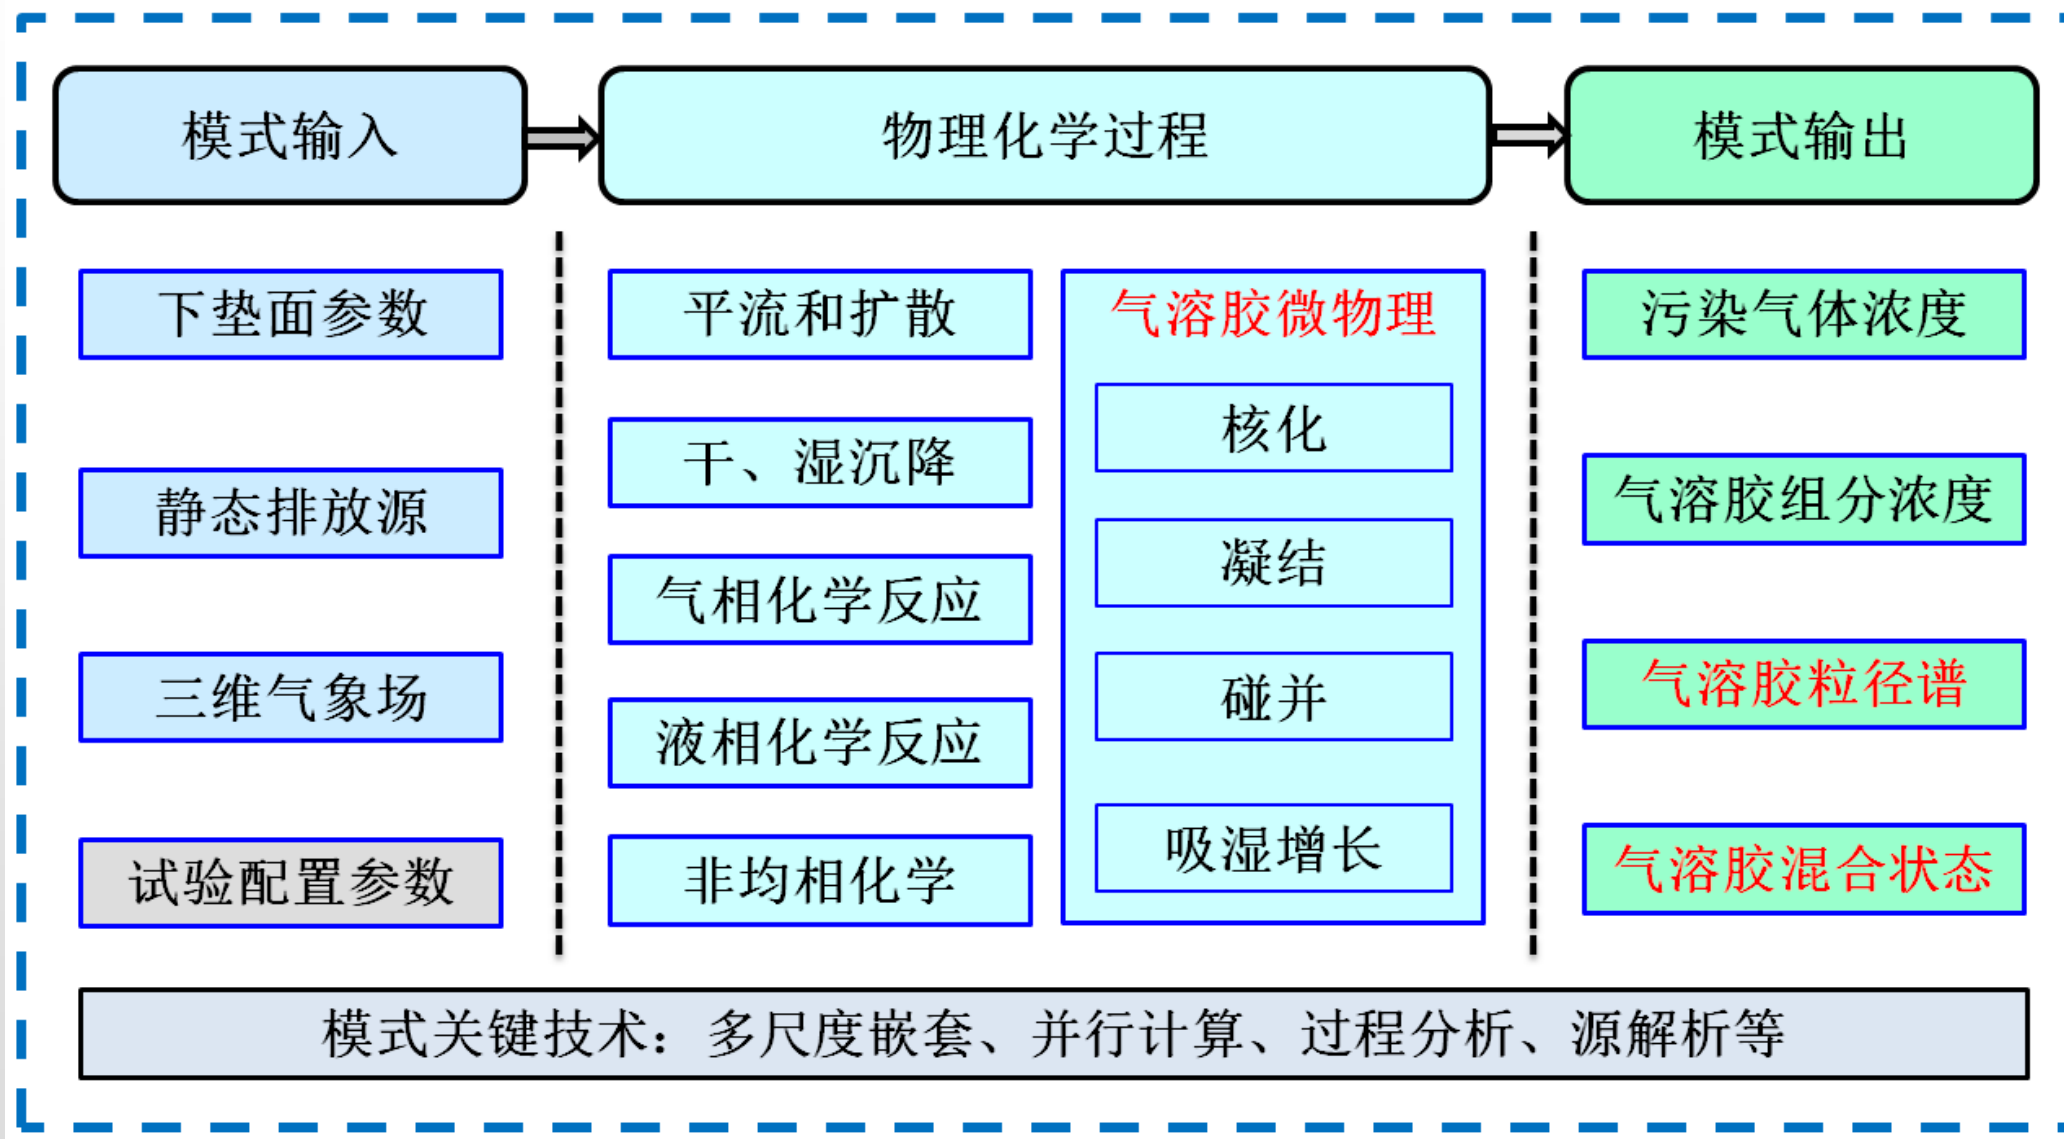 模式输入
物理化学过程
模式输出
下垫面参数
静态排放源
三维气象场
试验配置参数
平流和扩散
干、湿沉降
气相化学反应
液相化学反应
非均相化学
气溶胶微物理
核化
凝结
碰并
吸湿增长
污染气体浓度
气溶胶组分浓度
气溶胶粒径谱
气溶胶混合状态
模式关键技术：多尺度嵌套、并行计算、过程分析、源解析等